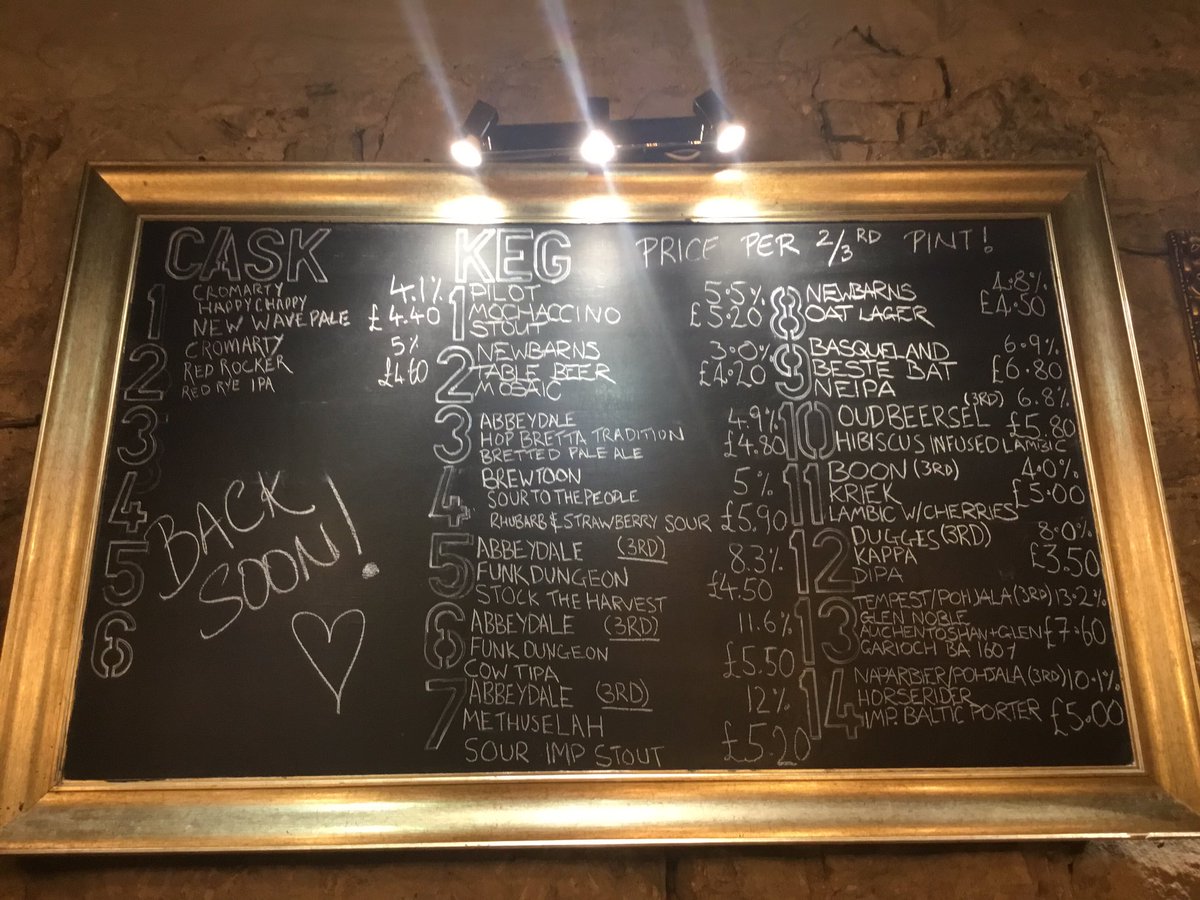 CASK
1 CROMARTY 4.1%
HAPPY CHAPPY
NEW WAVE PALE £4.40
2 CROMARTY 5%
RED ROCKER
RED RYE IPA £4.60
3
4
5
6
BACK
SOON!
KEG PRICE PER 2/3RD PINT!
1 PILOT 5.5%
MOCHACCINO £5.20
STOUT
2 NEWBARNS 3.0%
TABLE BEER £4.20
MOSAIC
3 ABBEYDALE 4.9%
HOP BRETTA TRADITION £4.80
BRETTED PALE ALE
4 BREWTOON 5%
SOUR TO THE PEOPLE
RHUBARB & STRAWBERRY SOUR £5.90
5 ABBEYDALE (3RD) 8.3%
FUNK DUNGEON £4.50
STOCK THE HARVEST
6 ABBEYDALE (3RD) 11.6%
FUNK DUNGEON £5.50
COW TIPA
7 ABBEYDALE (3RD) 12%
METHUSELAH
SOUR IMP STOUT £5.20
8 NEWBARNS 4.8%
OAT LAGER £4.50
9 BASQUELAND 6.9%
BESTE BAT £6.80
NEIPA
10 OUD BEERSEL (3RD) 6.8%
HIBISCUS INFUSED LAMBIC £5.80
11 BOON (3RD) 4.0%
KRIEK £5.00
LAMBIC W/CHERRIES
12 DUGGES (3RD) 8.0%
KAPPA £3.50
DIPA
13 TEMPEST/POHJALA (3RD) 13.2%
GLEN NOBLE
AUCHENTOSHAN+GLEN £7.60
GARIOCH BA 1607
14 NAPARBIER/POHJALA (3RD) 10.1%
HORSERIDER
IMP. BALTIC PORTER £5.00